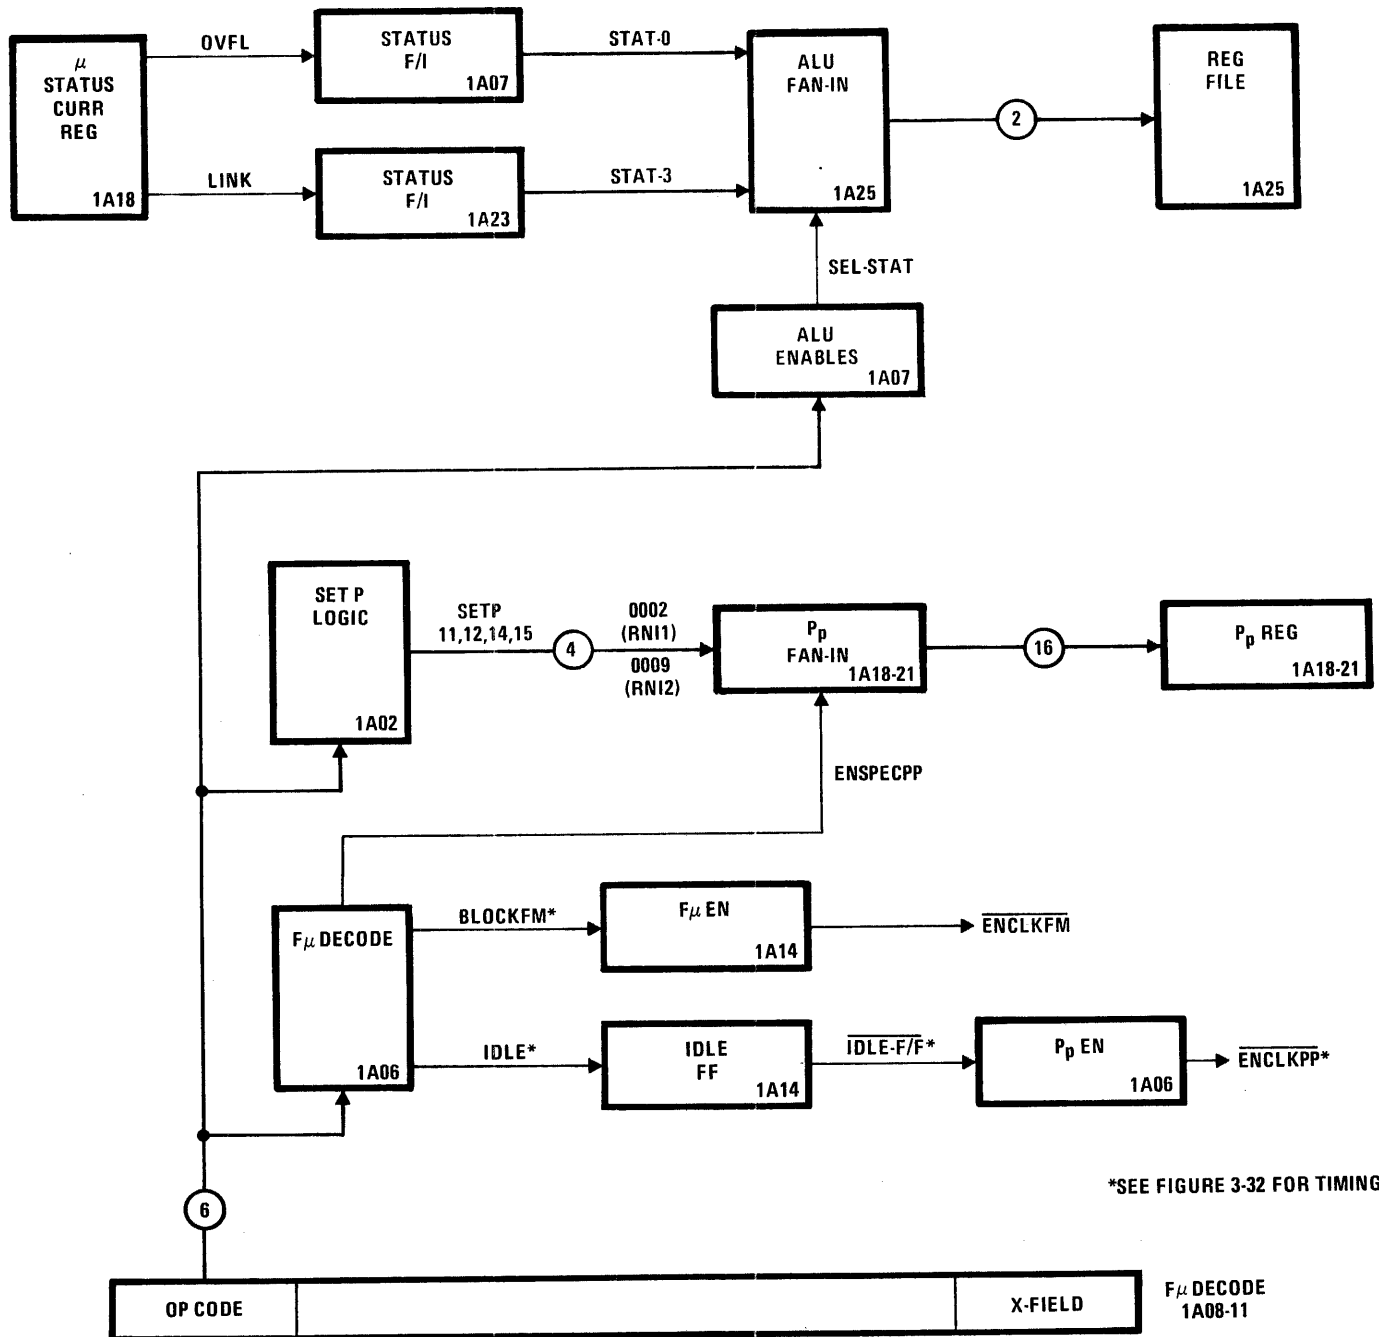 μ
STATUS
CURR
REG
1A18
OVFL
LINK
STATUS
F/I
1A07
STATUS
F/I
1A23
STAT-0
STAT-3
ALU
FAN-IN
1A25
2
REG
FILE
1A25
SEL-STAT
ALU
ENABLES
1A07
SET P
LOGIC
1A02
SETP
11,12,14,15
4
0002
(RNI1)
0009
(RNI2)
Pp
FAN-IN
1A18-21
16
Pp REG
1A18-21
ENSPECPP
Fμ DECODE
1A06
BLOCKFM*
Fμ EN
1A14
ENCLKFM
IDLE*
IDLE
FF
1A14
IDLE-F/F*
Pp EN
1A06
ENCLKPP*
*SEE FIGURE 3-32 FOR TIMING
6
OP CODE
X-FIELD
Fμ DECODE
1A08-11